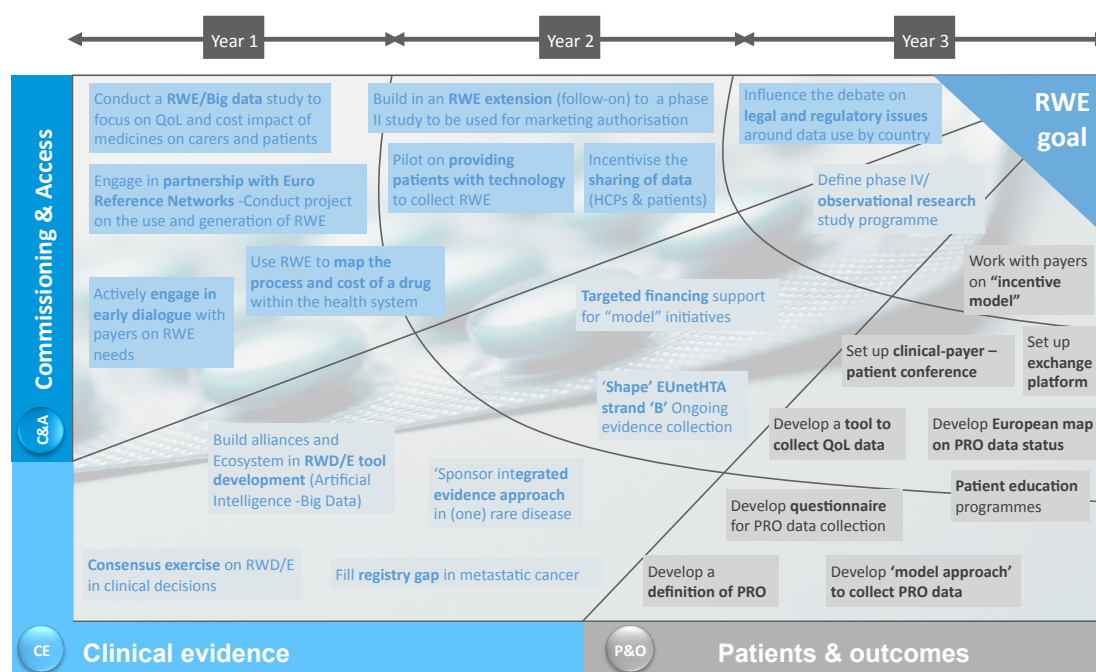 Year 1
Year 2
Year 3
RWE
goal
Commissioning & Access
C&A
Conduct a RWE/Big data study to
focus on QoL and cost impact of
medicines on carers and patients
Build in an RWE extension (follow-on) to a phase
II study to be used for marketing authorisation
Influence the debate on
legal and regulatory issues
around data use by country
Engage in partnership with Euro
Reference Networks -Conduct project
on the use and generation of RWE
Pilot on providing
patients with technology
to collect RWE
Incentivise the
sharing of data
(HCPs & patients)
Define phase IV/
observational research
study programme
Use RWE to map the
process and cost of a drug
within the health system
Work with payers
on “incentive
model”
Actively engage in
early dialogue with
payers on RWE
needs
Targeted financing support
for “model” initiatives
Set up clinical-payer –
patient conference
Set up
exchange
platform
‘Shape’ EUnetHTA
strand ‘B’ Ongoing
evidence collection
Develop a tool to
collect QoL data
Develop European map
on PRO data status
Build alliances and
Ecosystem in RWD/E tool
development (Artificial
Intelligence -Big Data)
‘Sponsor integrated
evidence approach
in (one) rare disease
Patient education
programmes
Develop questionnaire
for PRO data collection
Consensus exercise on RWD/E
in clinical decisions
Fill registry gap in metastatic cancer
Develop a
definition of PRO
Develop ‘model approach’
to collect PRO data
CE
Clinical evidence
P&O
Patients & outcomes